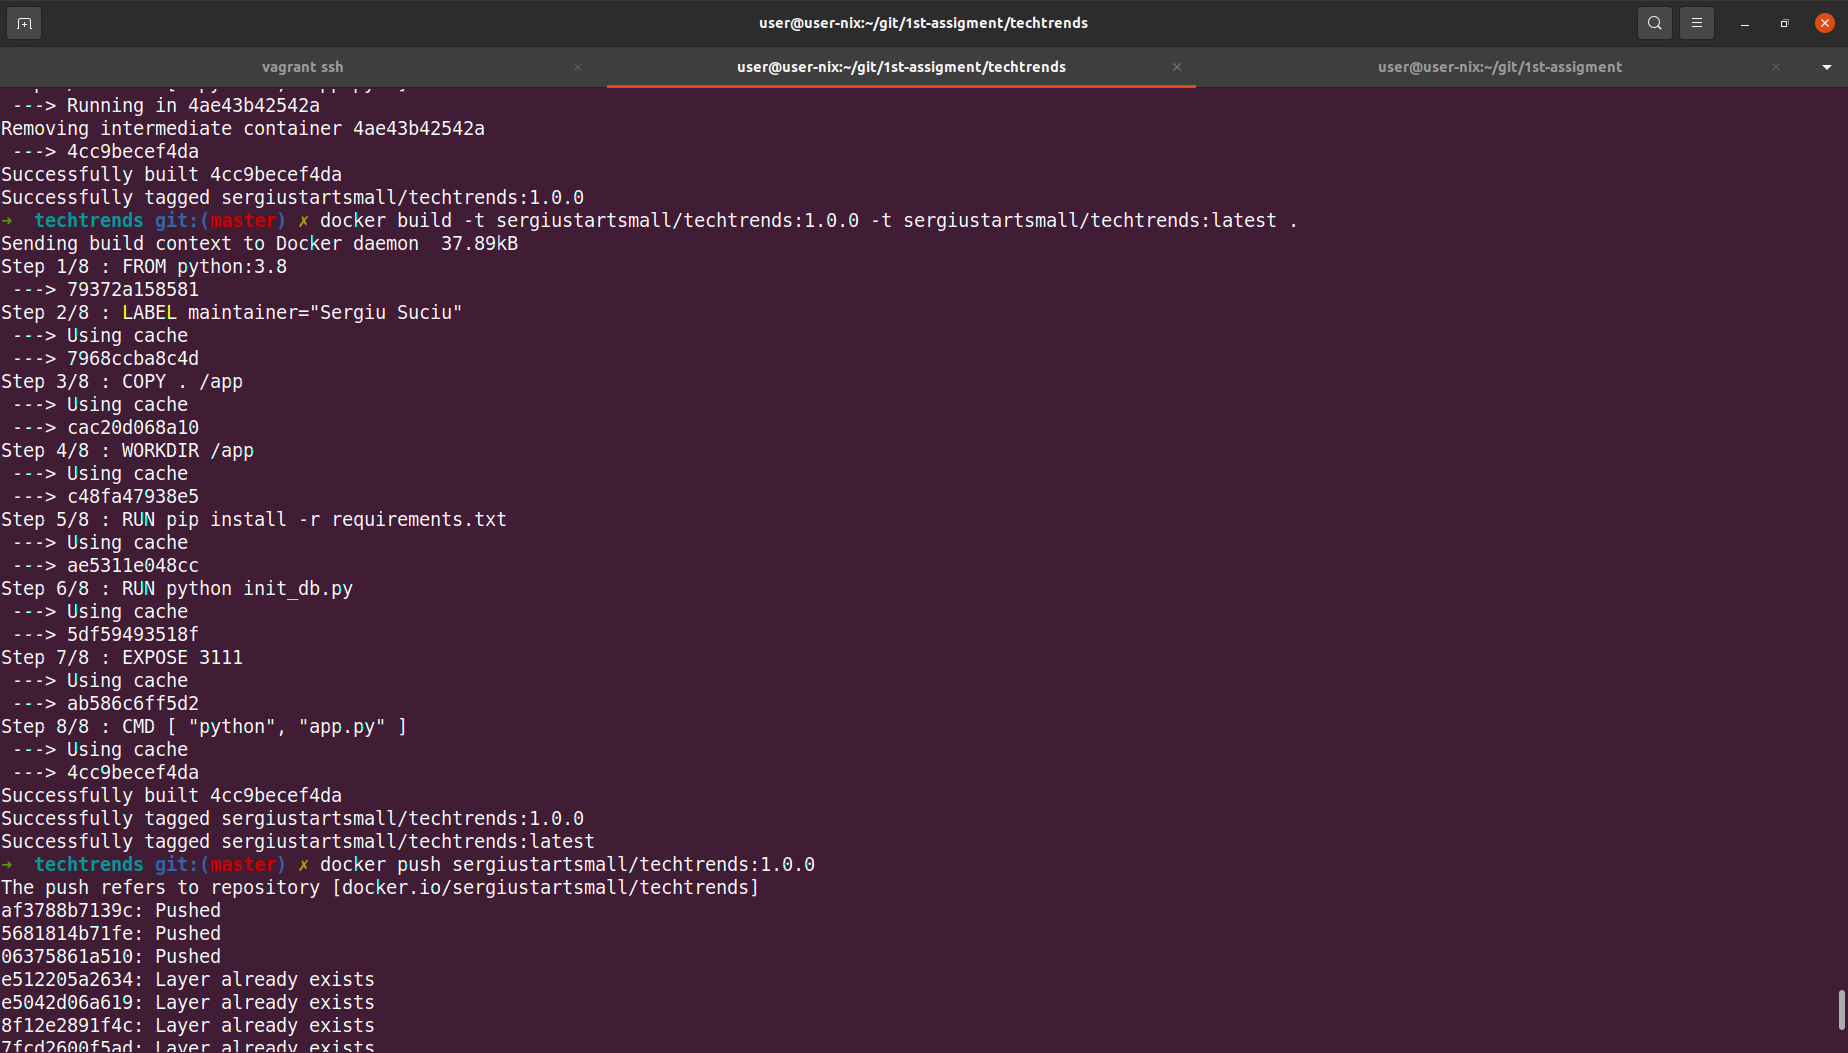 user@user-nix:~/git/1st-assigment/techtrends
vagrant ssh
user@user-nix:~/git/1st-assigment/techtrends
user@user-nix:~/git/1st-assigment
---> Running in 4ae43b42542a
Removing intermediate container 4ae43b42542a
---> 4cc9becef4da
Successfully built 4cc9becef4da
Successfully tagged sergiustartsmall/techtrends:1.0.0
➜  techtrends git:(master) ✗ docker build -t sergiustartsmall/techtrends:1.0.0 -t sergiustartsmall/techtrends:latest .
Sending build context to Docker daemon  37.89kB
Step 1/8 : FROM python:3.8
---> 79372a158581
Step 2/8 : LABEL maintainer="Sergiu Suciu"
---> Using cache
---> 7968ccba8c4d
Step 3/8 : COPY . /app
---> Using cache
---> cac20d068a10
Step 4/8 : WORKDIR /app
---> Using cache
---> c48fa47938e5
Step 5/8 : RUN pip install -r requirements.txt
---> Using cache
---> ae5311e048cc
Step 6/8 : RUN python init_db.py
---> Using cache
---> 5df59493518f
Step 7/8 : EXPOSE 3111
---> Using cache
---> ab586c6ff5d2
Step 8/8 : CMD [ "python", "app.py" ]
---> Using cache
---> 4cc9becef4da
Successfully built 4cc9becef4da
Successfully tagged sergiustartsmall/techtrends:1.0.0
Successfully tagged sergiustartsmall/techtrends:latest
➜  techtrends git:(master) ✗ docker push sergiustartsmall/techtrends:1.0.0
The push refers to repository [docker.io/sergiustartsmall/techtrends]
af3788b7139c: Pushed
5681814b71fe: Pushed
06375861a510: Pushed
e512205a2634: Layer already exists
e5042d06a619: Layer already exists
8f12e2891f4c: Layer already exists
7fcd2600f5ad: Layer already exists